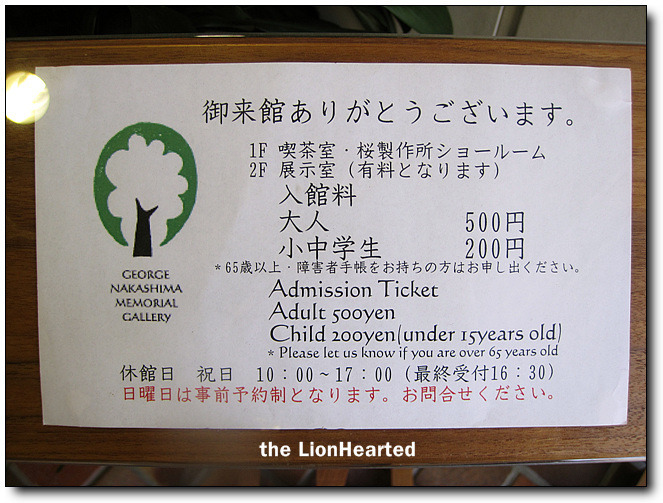 御来館ありがとうございます。
1F 喫茶室・桜製作所ショールーム
2F 展示室（有料となります）
入館料
大人 500円
小中学生 200円
*65歳以上・障害者手帳をお持ちの方はお申し出ください。
GEORGE
NAKASHIMA
MEMORIAL
GALLERY
Admission Ticket
Adult 500yen
Child 200yen(under 15years old)
* Please let us know if you are over 65 years old
休館日 祝日 10：00～17：00（最終受付16：30）
日曜日は事前予約制となります。お問合せください。
the LionHearted